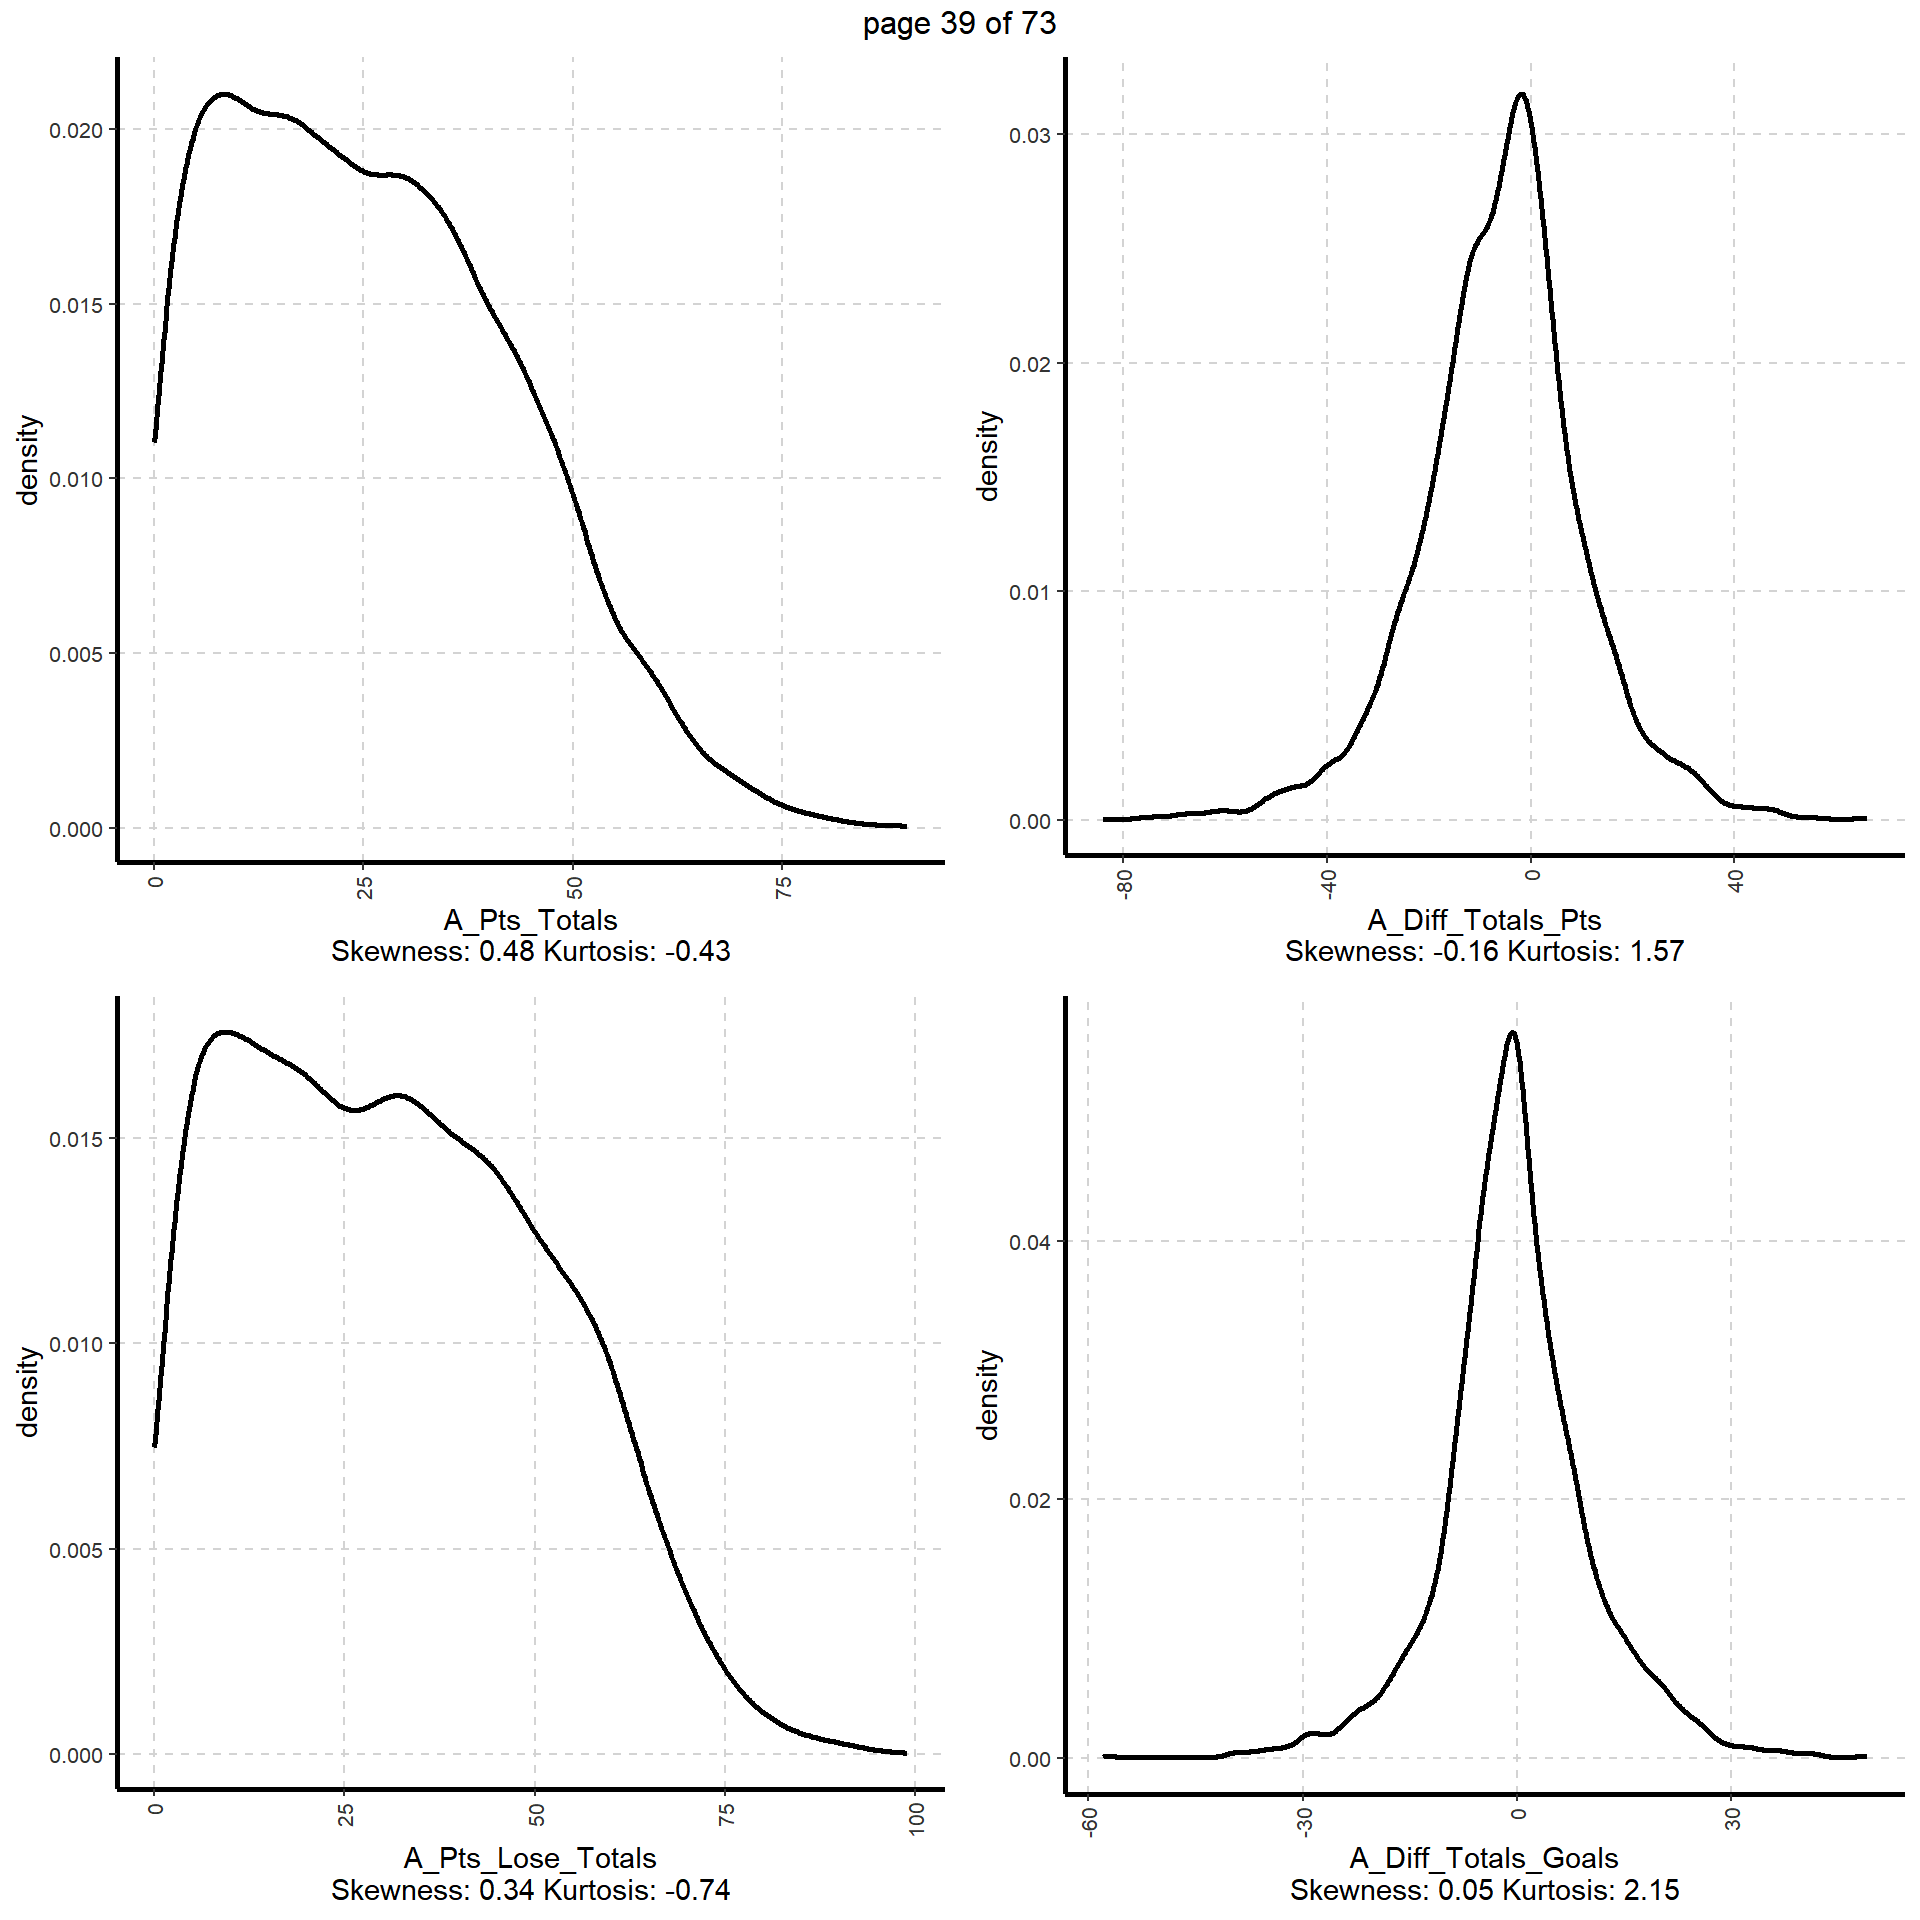 page 39 of 73
density
0.020
0.015
0.010
0.005
0.000
0 25 50 75
A_Pts_Totals
Skewness: 0.48 Kurtosis: -0.43
density
0.03
0.02
0.01
0.00
-80 -40 0 40
A_Diff_Totals_Pts
Skewness: -0.16 Kurtosis: 1.57
density
0.015
0.010
0.005
0.000
0 25 50 75 100
A_Pts_Lose_Totals
Skewness: 0.34 Kurtosis: -0.74
density
0.04
0.02
0.00
-60 -30 0 30
A_Diff_Totals_Goals
Skewness: 0.05 Kurtosis: 2.15